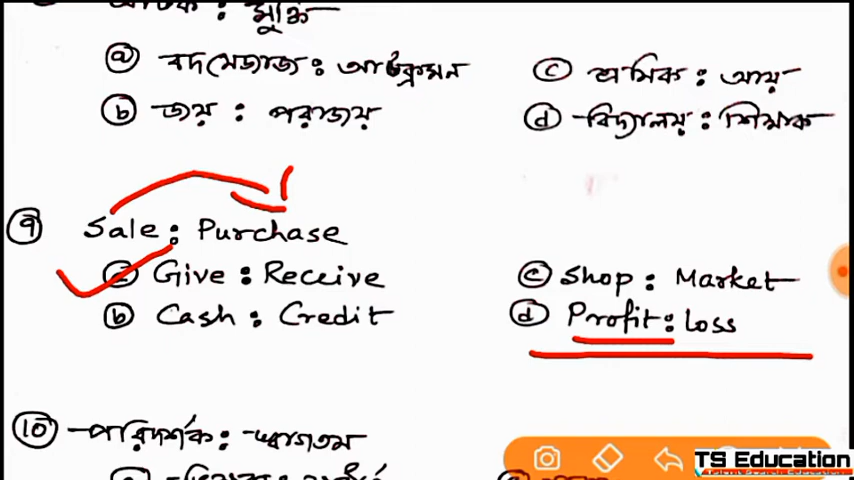 ⓐ বদমেজাজ : আক্রমন
ⓑ জয় : পরাজয়
ⓒ শ্রমিক : আয়
ⓓ বিদ্যালয় : শিক্ষক
⑨ Sale : Purchase
Give : Receive
ⓑ Cash : Credit
ⓒ Shop : Market
ⓓ Profit : loss
⑩ পরিদর্শক :
TS Education